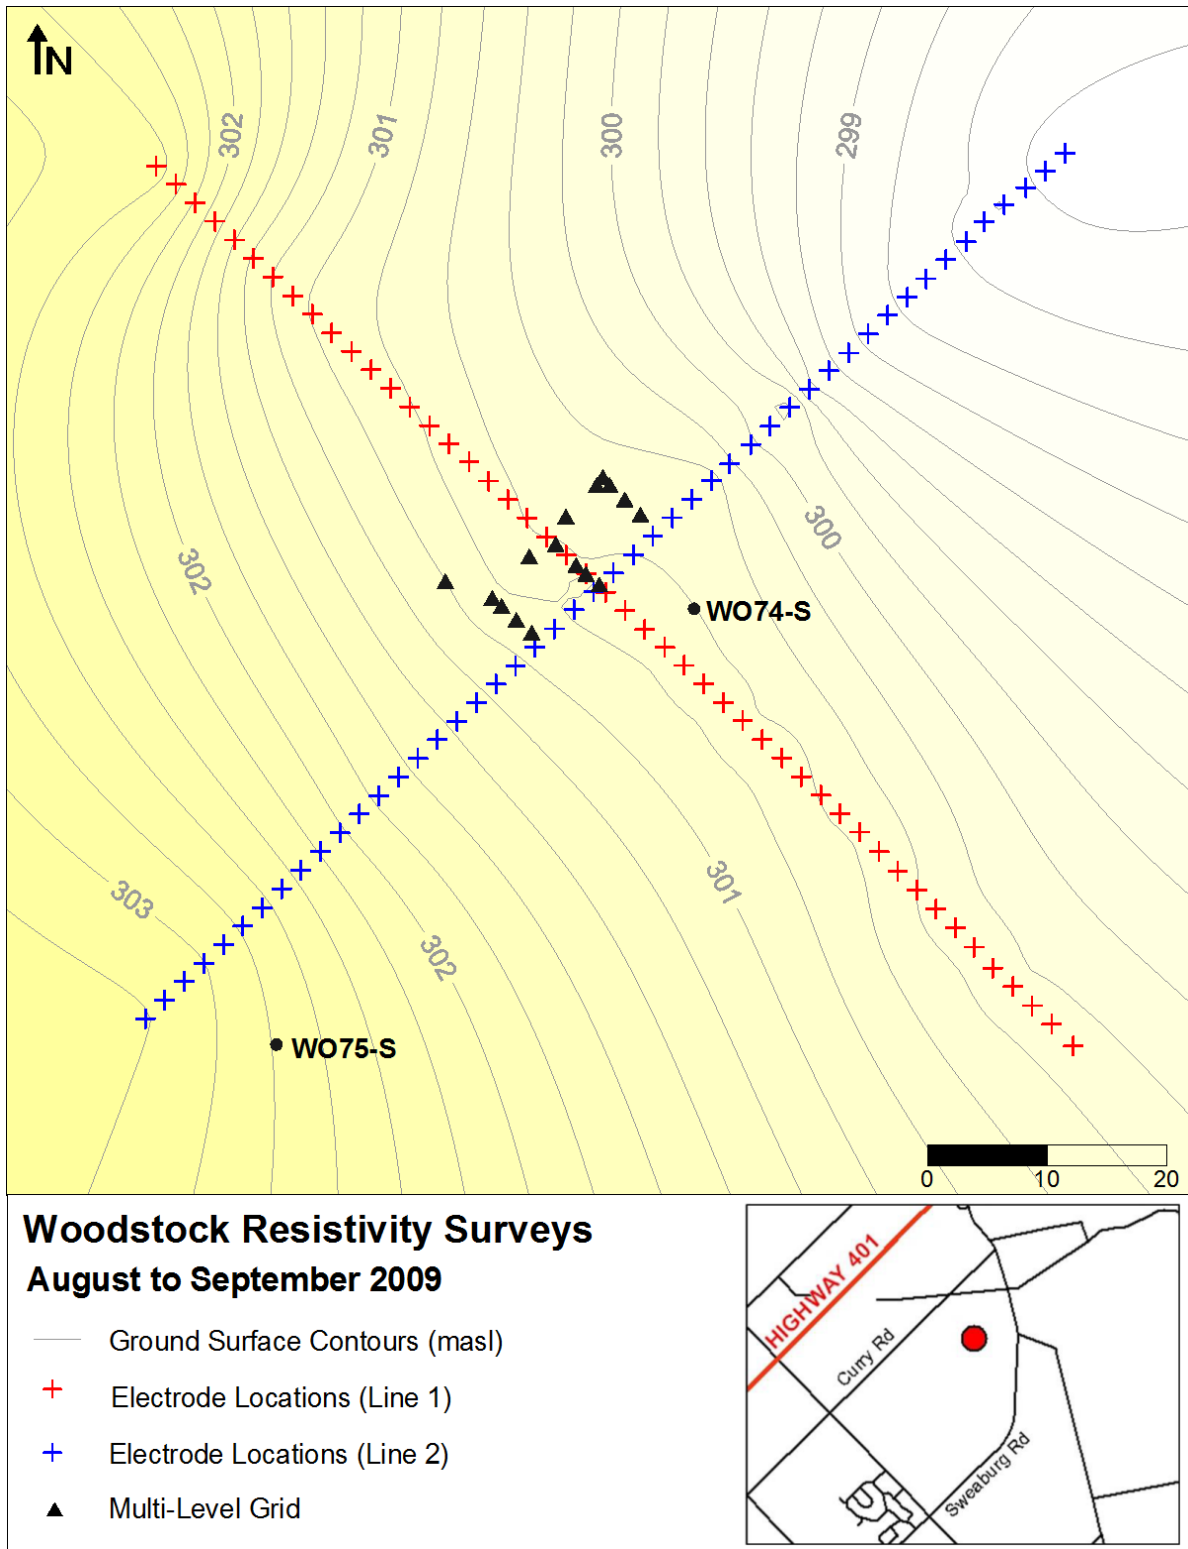 N
302
301
300
299
300
WO74-S
302
303
301
302
WO75-S
0 10 20
Woodstock Resistivity Surveys
August to September 2009
Ground Surface Contours (masl)
Electrode Locations (Line 1)
Electrode Locations (Line 2)
Multi-Level Grid
HIGHWAY 401
Curry Rd
Sweaburg Rd